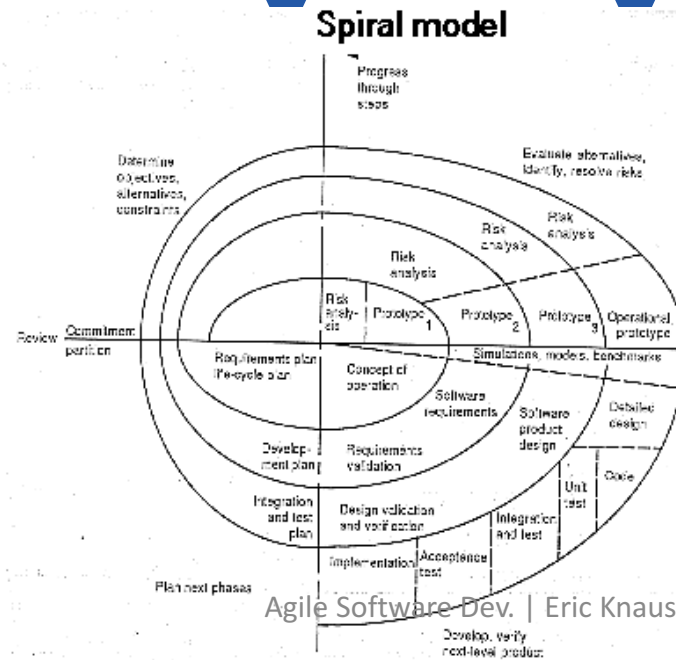 Spiral model
Progress
through
steps
Determine
objectives,
alternatives,
constraints
Evaluate alternatives,
identify, resolve risks
Risk
analysis
Risk
analysis
Risk
analysis
Risk
analy-
sis
Prototype 1
Prototype 2
Prototype 3
Operational
prototype
Review
Commitment
partition
Simulations, models, benchmarks
Requirements plan
life-cycle plan
Concept of
operation
Software
requirements
Software
product
design
Detailed
design
Develop-
ment plan
Requirements
validation
Code
Unit
test
Integration
and test
plan
Design validation
and verification
Integration
and test
Acceptance
test
Implementation
Plan next phases
Agile Software Dev. | Eric Knaus
Develop, verify
next-level product